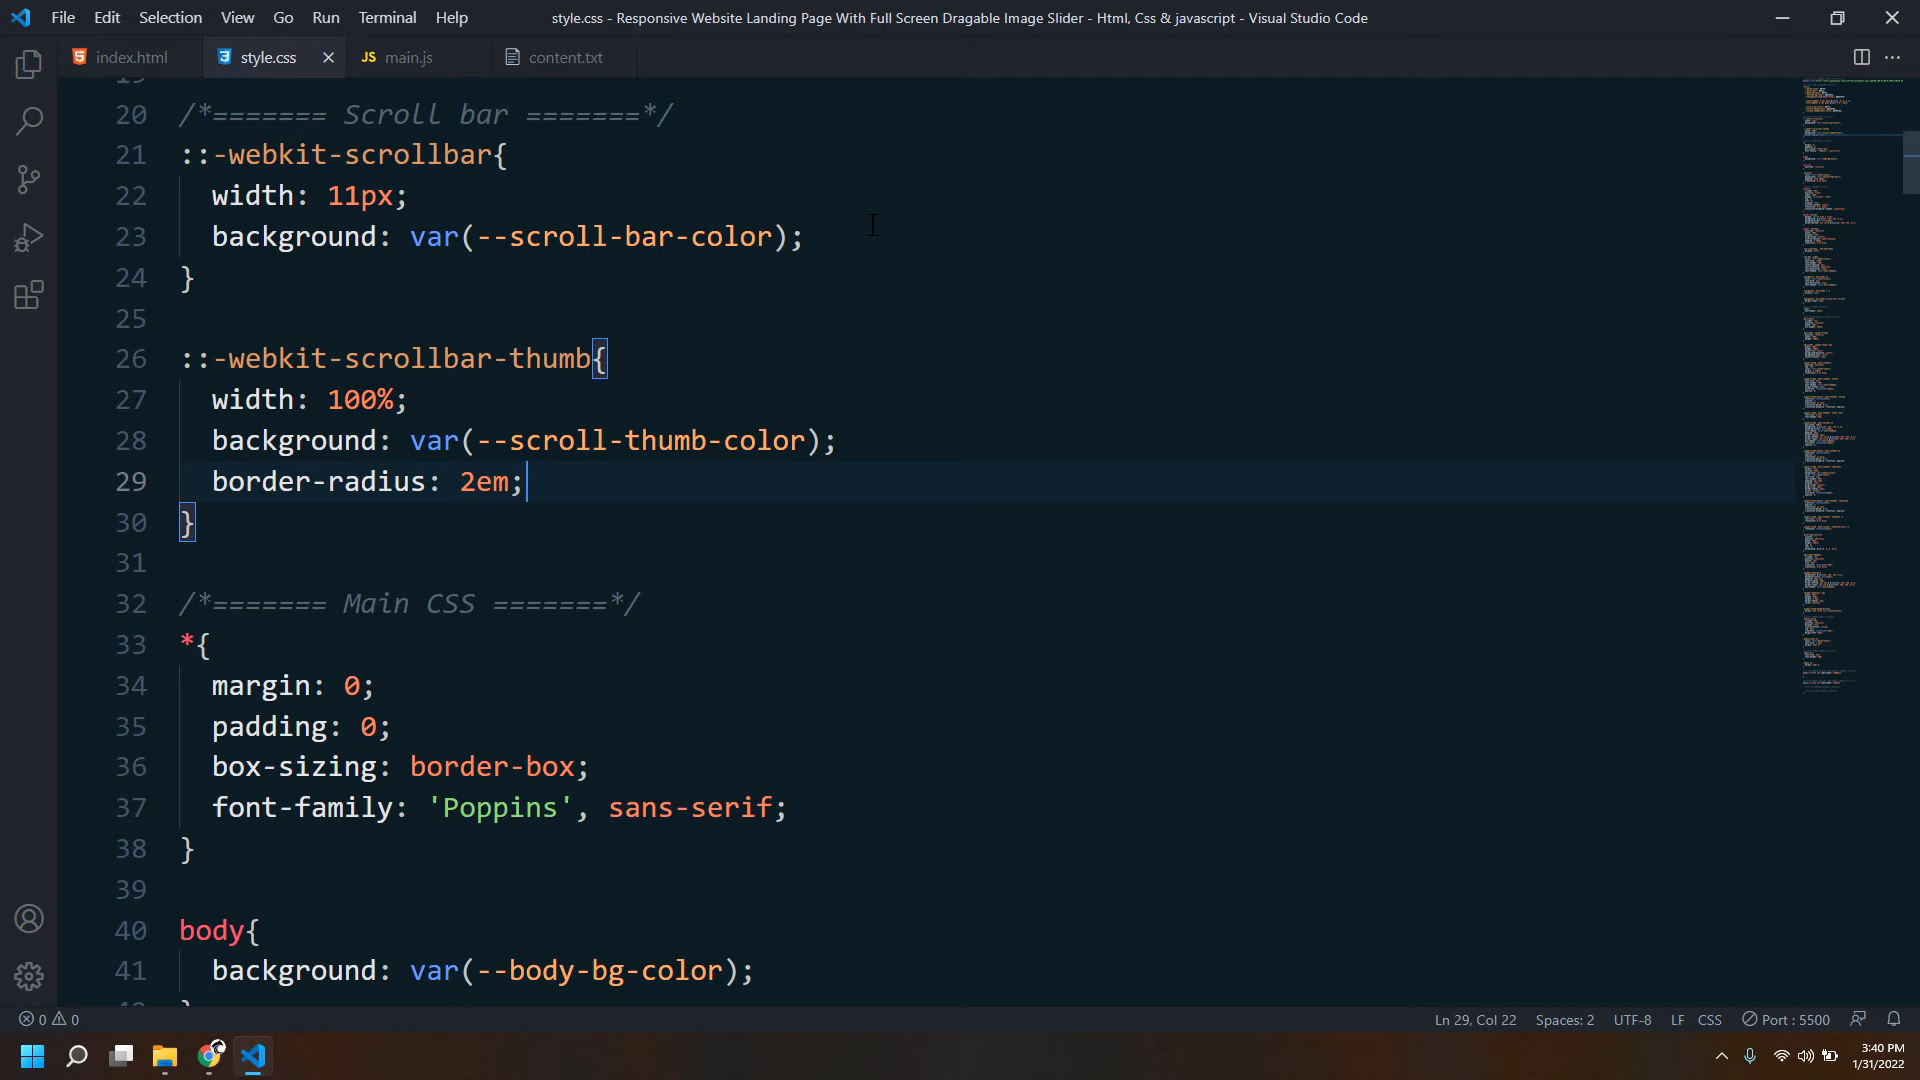 File Edit Selection View Go Run Terminal Help style.css - Responsive Website Landing Page With Full Screen Dragable Image Slider - Html, Css & javascript - Visual Studio Code
index.html style.css JS main.js content.txt
20 /*======= Scroll bar =======*/
21 ::-webkit-scrollbar{
22 width: 11px;
23 background: var(--scroll-bar-color);
24 }
25
26 ::-webkit-scrollbar-thumb{
27 width: 100%;
28 background: var(--scroll-thumb-color);
29 border-radius: 2em;
30 }
31
32 /*======= Main CSS =======*/
33 *{
34 margin: 0;
35 padding: 0;
36 box-sizing: border-box;
37 font-family: 'Poppins', sans-serif;
38 }
39
40 body{
41 background: var(--body-bg-color);
0 0 Ln 29, Col 22 Spaces: 2 UTF-8 LF CSS Port : 5500
3:40 PM
1/31/2022